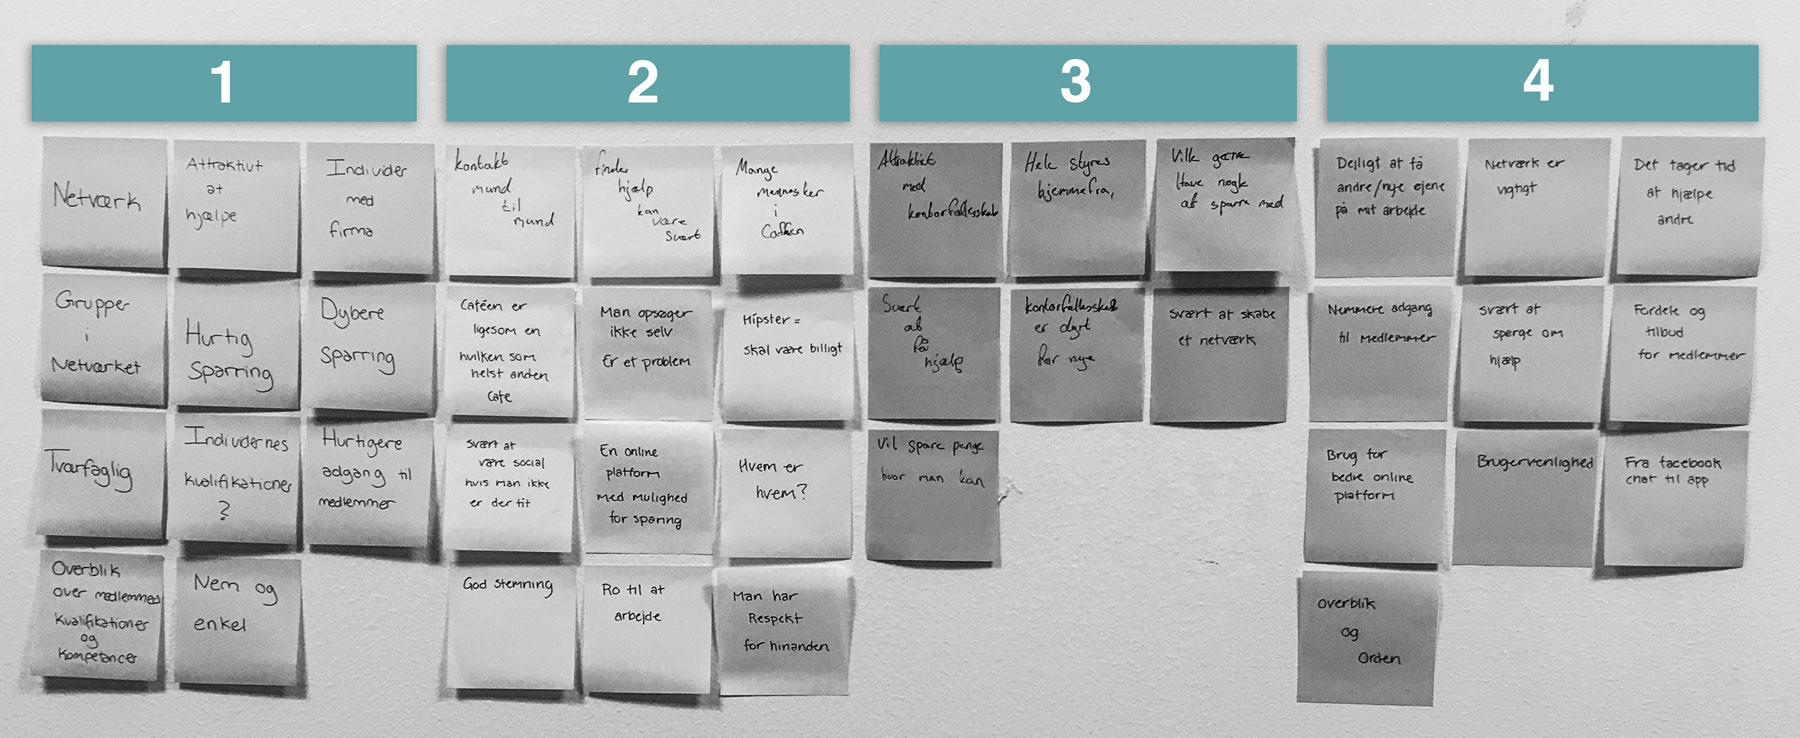 1
Netværk
Attraktivt
at
hjælpe
Individer
med
firma
Grupper
i
Netværket
Hurtig
Sparring
Dybere
Sparring
Tværfaglig
Individernes
kvalifikationer
?
Hurtigere
adgang til
medlemmer
Overblik
over medlemmers
kvalifikationer
og
kompetancer
Nem og
enkel
2
kontakt
mund
til
mund
finder
hjælp
kan
være
Svært
Mange
mennesker
i
Caféen
Caféen er
ligesom en
hvilken som
helst anden
Cafe
Man opsøger
ikke selv
Er et problem
Hipster =
skal være billigt
svært at
være social
hvis man ikke
er der tit
En online
platform
med mulighed
for sparing
Hvem er
hvem?
God stemning
Ro til at
arbejde
Man har
Respekt
for hinanden
3
Attraktivt
med
kontorfællesskab
Hele styres
hjemmefra,
Ville gerne
Have nogle
at sparre med
Svært
at
få
hjælp
kontorfællesskab
er dyrt
for nye
svært at skabe
et netværk
Vil spare penge
hvor man kan
4
Dejligt at få
andre/nye øjene
på mit arbejde
Netværk er
vigtigt
Det tager tid
at hjælpe
andre
Nemmere adgang
til medlemmer
svært at
spørge om
hjælp
Fordele og
tilbud
for medlemmer
Brug for
bedre online
platform
Brugervenlighed
Fra facebook
chat til app
Overblik
og
Orden